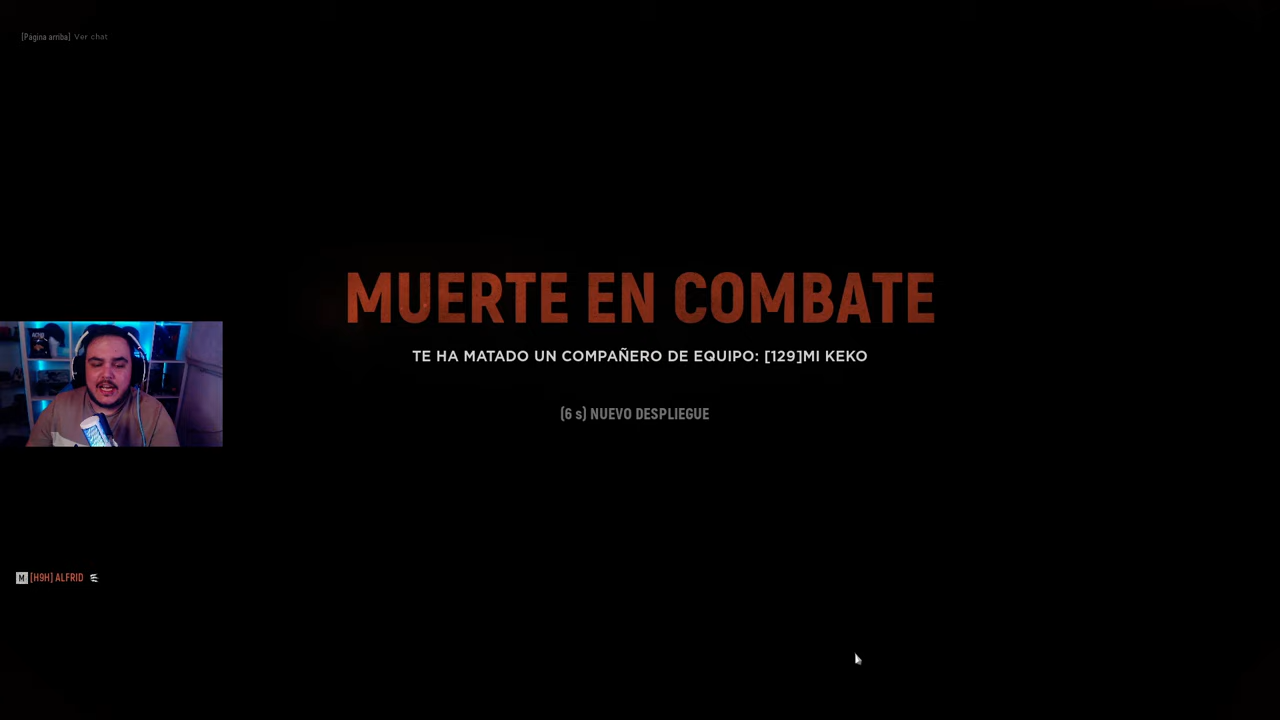 [Página arriba] Ver chat
MUERTE EN COMBATE
TE HA MATADO UN COMPAÑERO DE EQUIPO: [129]MI KEKO
(6 s) NUEVO DESPLIEGUE
M [H9H] ALFRID